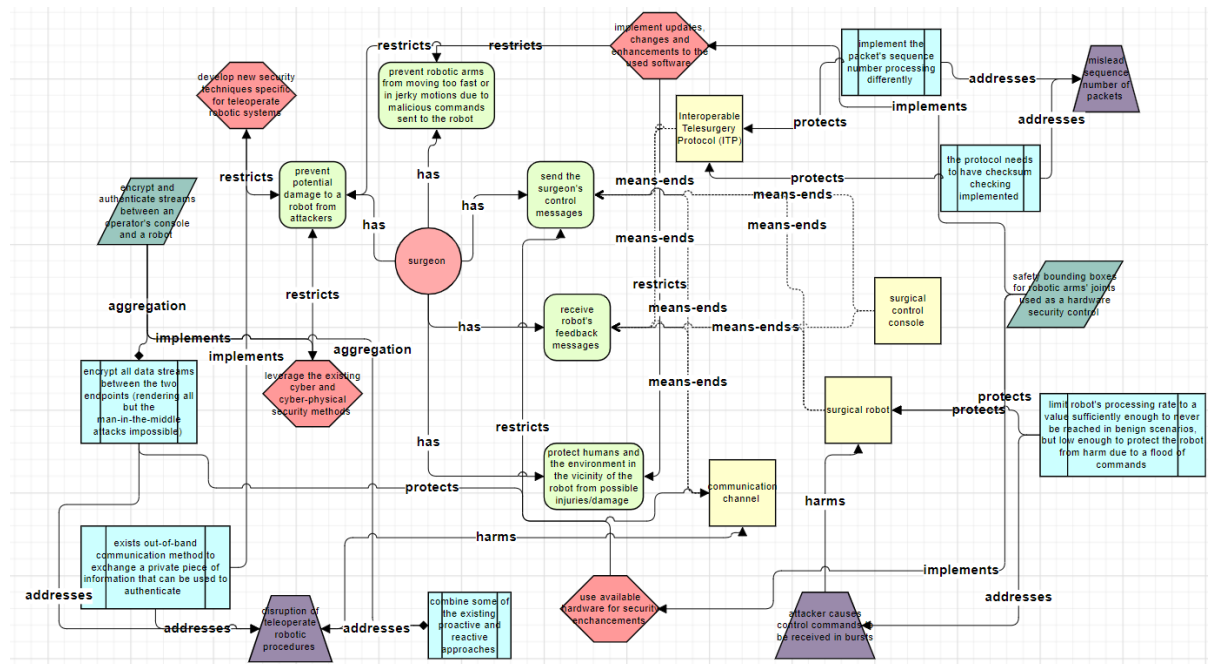 implement updates,
changes and
enhancements to the
used software
restricts
restricts
develop new security
techniques specific
for teleoperate
robotic systems
prevent robotic arms
from moving too fast or
in jerky motions due to
malicious commands
sent to the robot
implement the
packet's sequence
number processing
differently
addresses
mislead
sequence
number of
packets
implements
addresses
Interoperable
Telesurgery
Protocol (ITP)
protects
restricts
has
prevent
potential
damage to a
robot from
attackers
send the
surgeon's
control
messages
means-ends
means-ends
protects
the protocol needs
to have checksum
checking
implemented
encrypt and
authenticate streams
between an
operator's console
and a robot
has
has
means-ends
means-ends
surgeon
safety bounding boxes
for robotic arms' joints
used as a hardware
security control
restricts
restricts
aggregation
surgical
control
console
has
receive
robot's
feedback
messages
means-ends
means-endss
implements
implements
aggregation
encrypt all data streams
between the two
endpoints (rendering all
but the
man-in-the-middle
attacks impossible)
leverage the existing
cyber and
cyber-physical
security methods
means-ends
surgical robot
protects
protects
limit robot's processing rate to a
value sufficiently enough to never
be reached in benign scenarios,
but low enough to protect the robot
from harm due to a flood of
commands
restricts
has
protect humans and
the environment in
the vicinity of the
robot from possible
injuries/damage
protects
communication
channel
harms
harms
exists out-of-band
communication method to
exchange a private piece of
information that can be used to
authenticate
implements
addresses
addresses
disruption of
teleoperate
robotic
procedures
addresses
combine some of
the existing
proactive and
reactive
approaches
use available
hardware for security
enchancements
attacker causes
control commands
be received in bursts
addresses